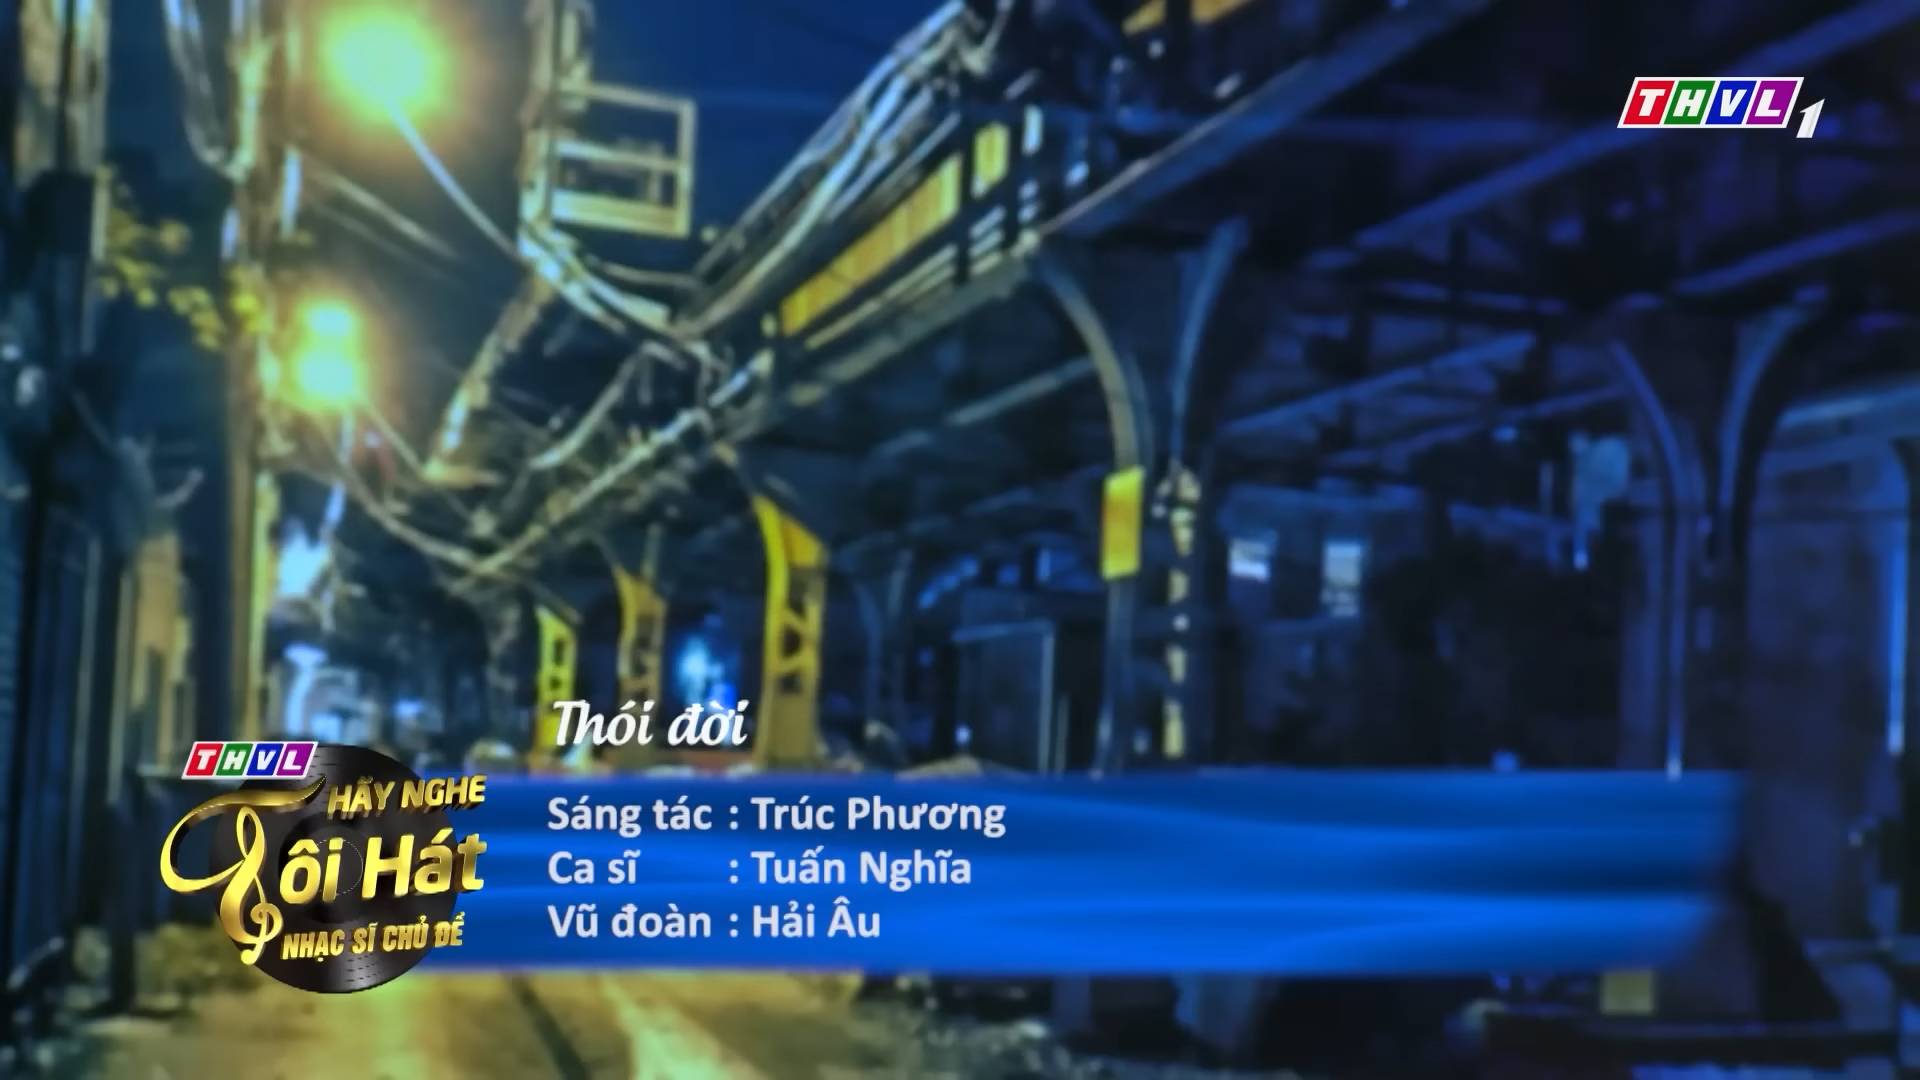 THVL1
Thói đời
THVL
HÃY NGHE
Tôi Hát
NHẠC SĨ CHỦ ĐỀ
Sáng tác : Trúc Phương
Ca sĩ : Tuấn Nghĩa
Vũ đoàn : Hải Âu